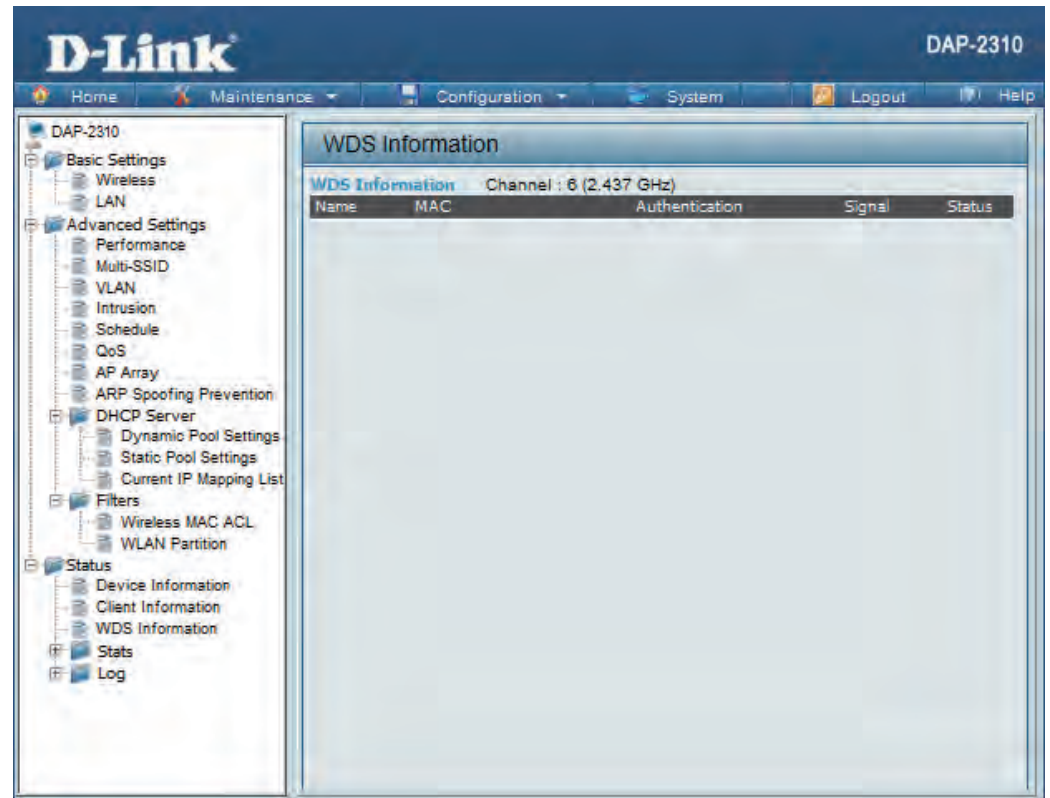 D-Link
DAP-2310
Home Maintenance Configuration System Logout Help
DAP-2310
Basic Settings
Wireless
LAN
Advanced Settings
Performance
Multi-SSID
VLAN
Intrusion
Schedule
QoS
AP Array
ARP Spoofing Prevention
DHCP Server
Dynamic Pool Settings
Static Pool Settings
Current IP Mapping List
Filters
Wireless MAC ACL
WLAN Partition
Status
Device Information
Client Information
WDS Information
Stats
Log
WDS Information
WDS Information Channel : 6 (2.437 GHz)
Name MAC Authentication Signal Status